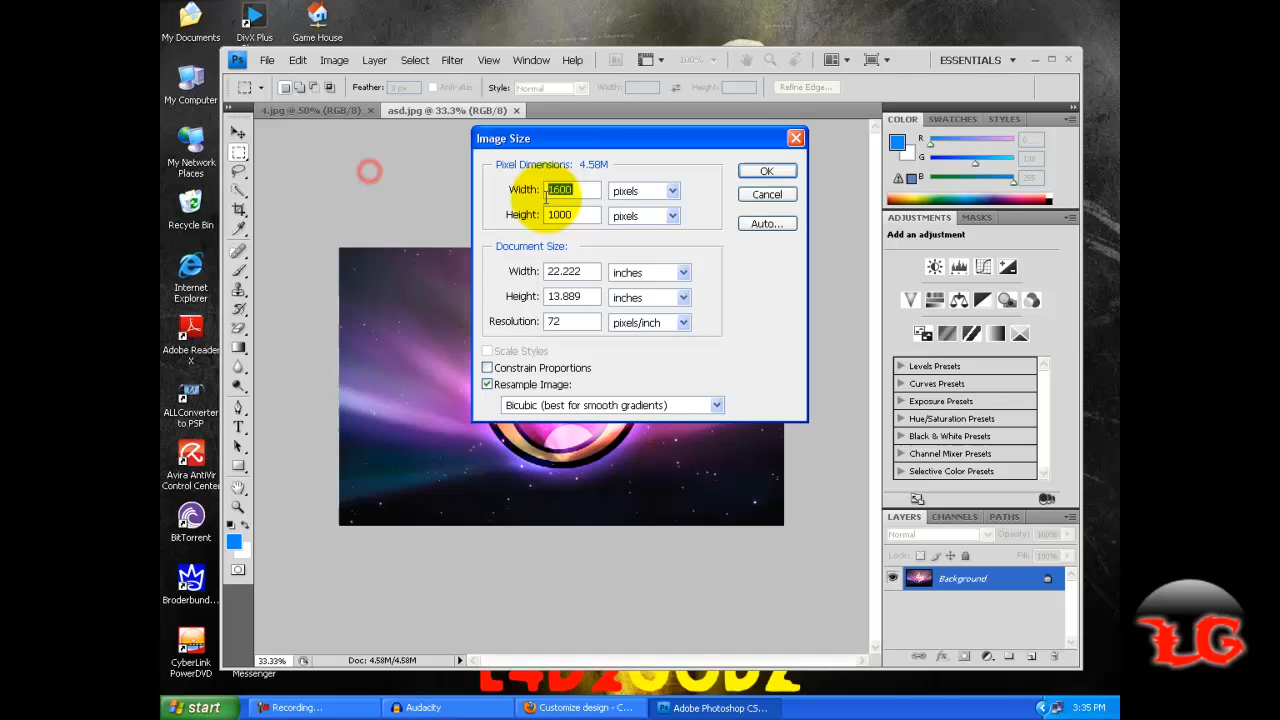 My Documents
DivX Plus
Game House
My Computer
My Network
Places
Recycle Bin
Internet
Explorer
Adobe Reader
X
ALLConverter
to PSP
Avira AntiVir
Control Center
BitTorrent
Broderbund...
CyberLink
PowerDVD
Messenger
Ps
File Edit Image Layer Select Filter View Window Help
100%
ESSENTIALS
Feather: 0 px
Anti-alias
Style: Normal
Width:
Height:
Refine Edge...
4.jpg @ 50% (RGB/8)
asd.jpg @ 33.3% (RGB/8)
Image Size
Pixel Dimensions: 4.58M
Width: 1600 pixels
Height: 1000 pixels
OK
Cancel
Auto...
Document Size:
Width: 22.222 inches
Height: 13.889 inches
Resolution: 72 pixels/inch
Scale Styles
Constrain Proportions
Resample Image:
Bicubic (best for smooth gradients)
COLOR SWATCHES STYLES
R 0
G
B 255
ADJUSTMENTS MASKS
Add an adjustment
Levels Presets
Curves Presets
Exposure Presets
Hue/Saturation Presets
Black & White Presets
Channel Mixer Presets
Selective Color Presets
LAYERS CHANNELS PATHS
Normal
Opacity: 100%
Lock:
Fill: 100%
Background
33.33%
Doc: 4.58M/4.58M
LG
start
Recording...
Audacity
Customize design - C...
Ps Adobe Photoshop CS...
3:35 PM